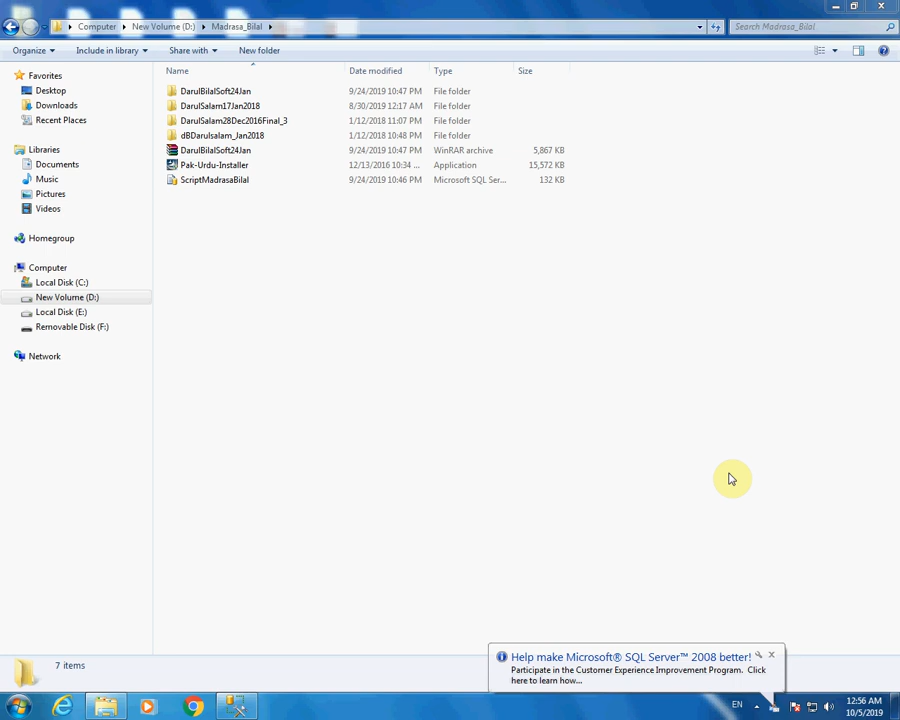 Computer New Volume (D:) Madrasa_Bilal
Search Madrasa_Bilal
Organize Include in library Share with New folder
Name Date modified Type Size
Favorites
Desktop
Downloads
Recent Places
Libraries
Documents
Music
Pictures
Videos
Homegroup
Computer
Local Disk (C:)
New Volume (D:)
Local Disk (E:)
Removable Disk (F:)
Network
DarulBilalSoft24Jan 9/24/2019 10:47 PM File folder
DarulSalam17Jan2018 8/30/2019 12:17 AM File folder
DarulSalam28Dec2016Final_3 1/12/2018 11:07 PM File folder
dBDarulsalam_Jan2018 1/12/2018 10:48 PM File folder
DarulBilalSoft24Jan 9/24/2019 10:47 PM WinRAR archive 5,867 KB
Pak-Urdu-Installer 12/13/2016 10:34 ... Application 15,572 KB
ScriptMadrasaBilal 9/24/2019 10:46 PM Microsoft SQL Ser... 132 KB
7 items
Help make Microsoft® SQL Server™ 2008 better!
Participate in the Customer Experience Improvement Program. Click
here to learn how...
EN
12:56 AM
10/5/2019